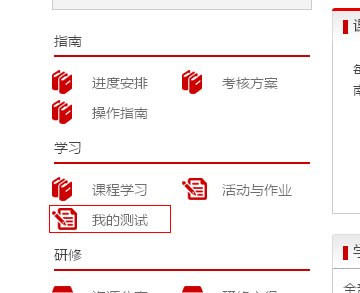 指南
进度安排 考核方案
操作指南
学习
课程学习 活动与作业
我的测试
研修